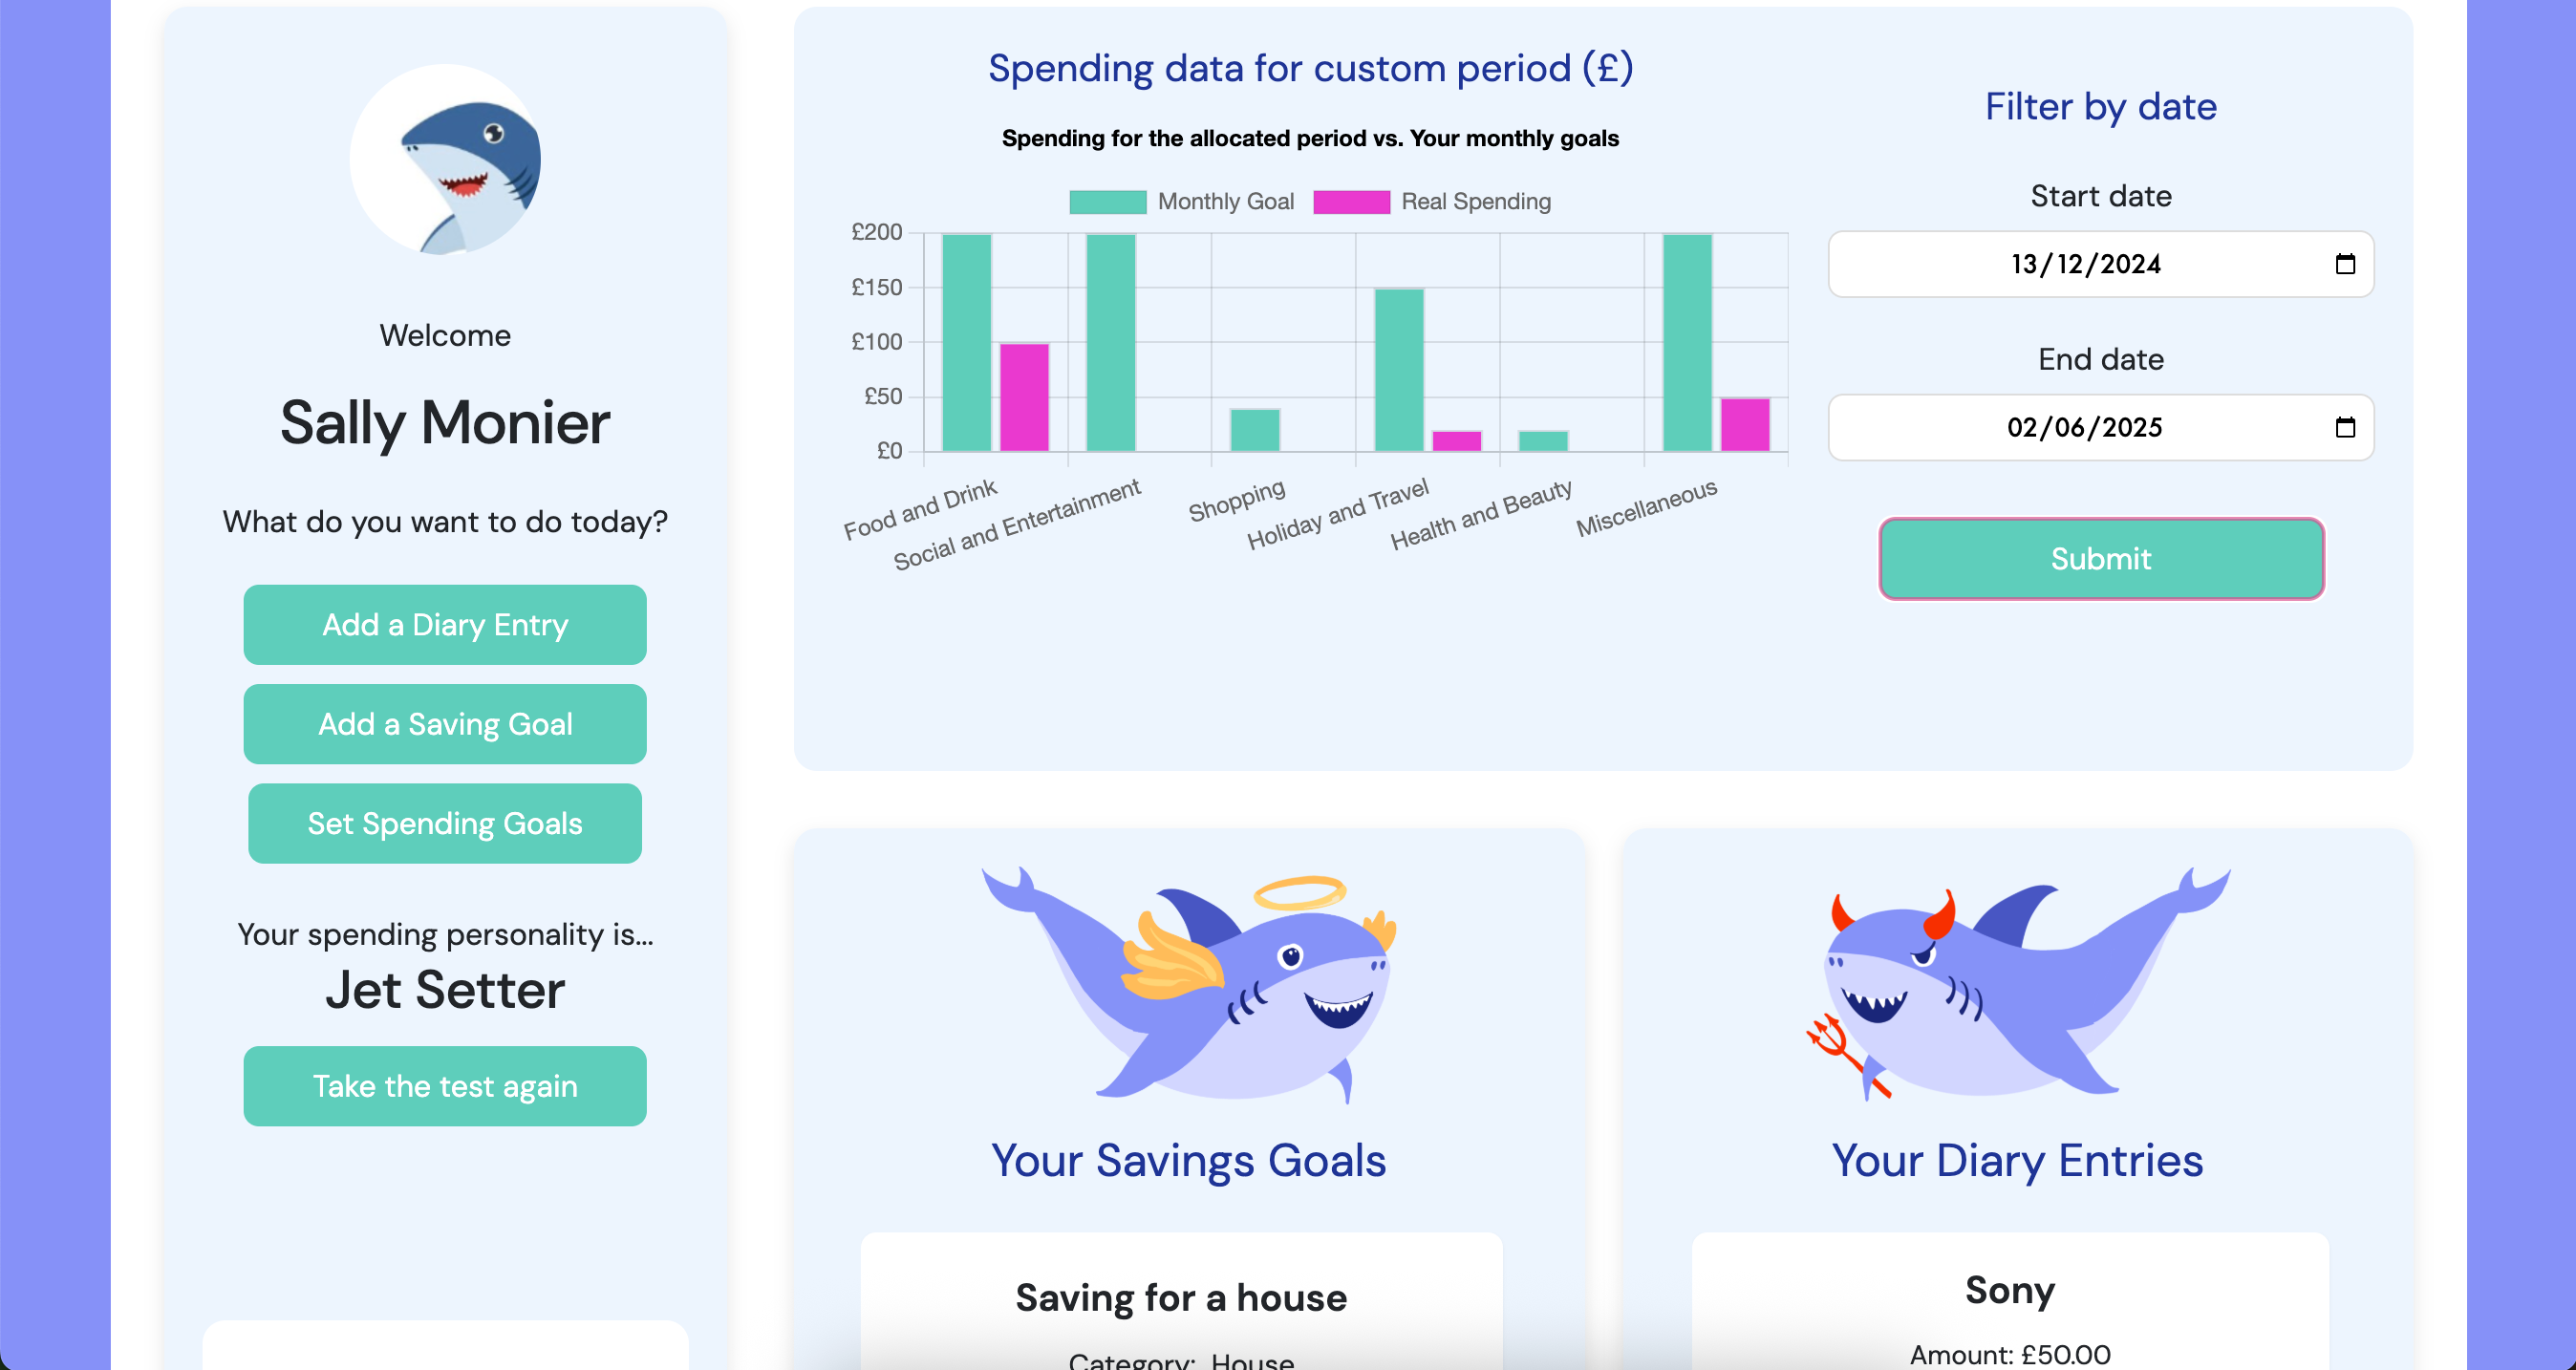 Welcome
Sally Monier
What do you want to do today?
Add a Diary Entry
Add a Saving Goal
Set Spending Goals
Your spending personality is...
Jet Setter
Take the test again
Spending data for custom period (£)
Spending for the allocated period vs. Your monthly goals
Monthly Goal Real Spending
£200
£150
£100
£50
£0
Food and Drink
Social and Entertainment
Shopping
Holiday and Travel
Health and Beauty
Miscellaneous
Filter by date
Start date
13/12/2024
End date
02/06/2025
Submit
Your Savings Goals
Saving for a house
Category: House
Your Diary Entries
Sony
Amount: £50.00